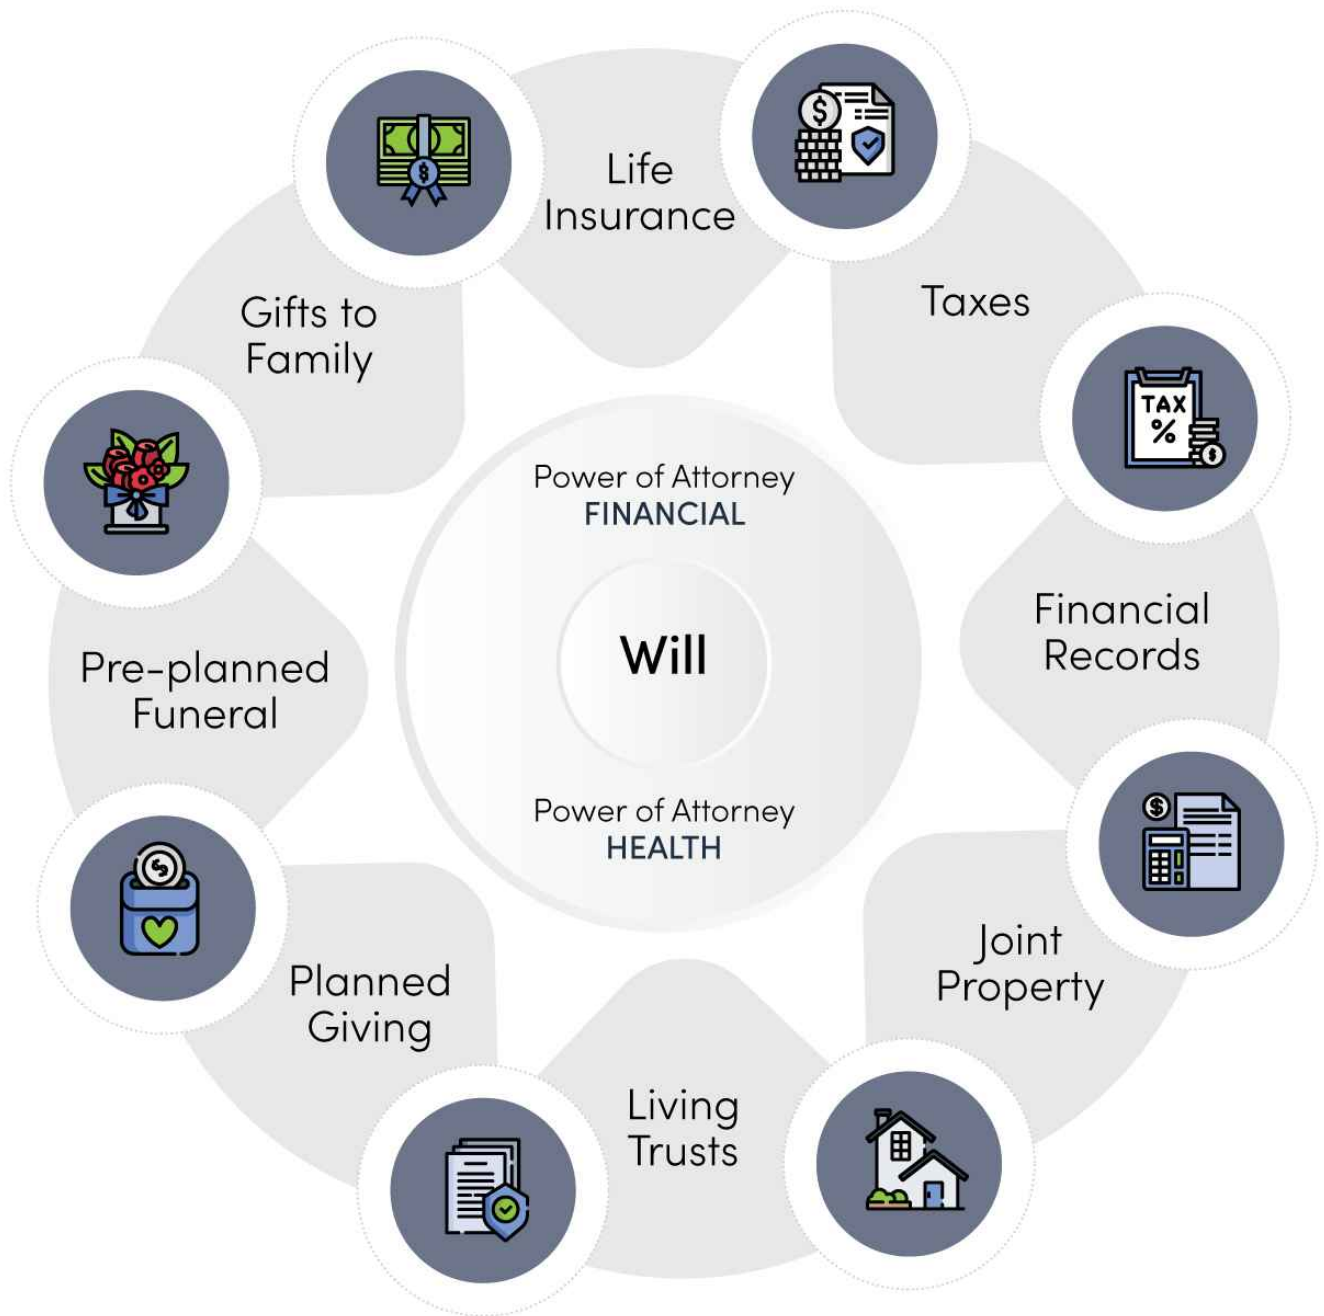 Life
Insurance
Taxes
TAX
%
Financial
Records
Joint
Property
Living
Trusts
Planned
Giving
Pre-planned
Funeral
Gifts to
Family
Power of Attorney
FINANCIAL
Will
Power of Attorney
HEALTH
$
$
$
$
$